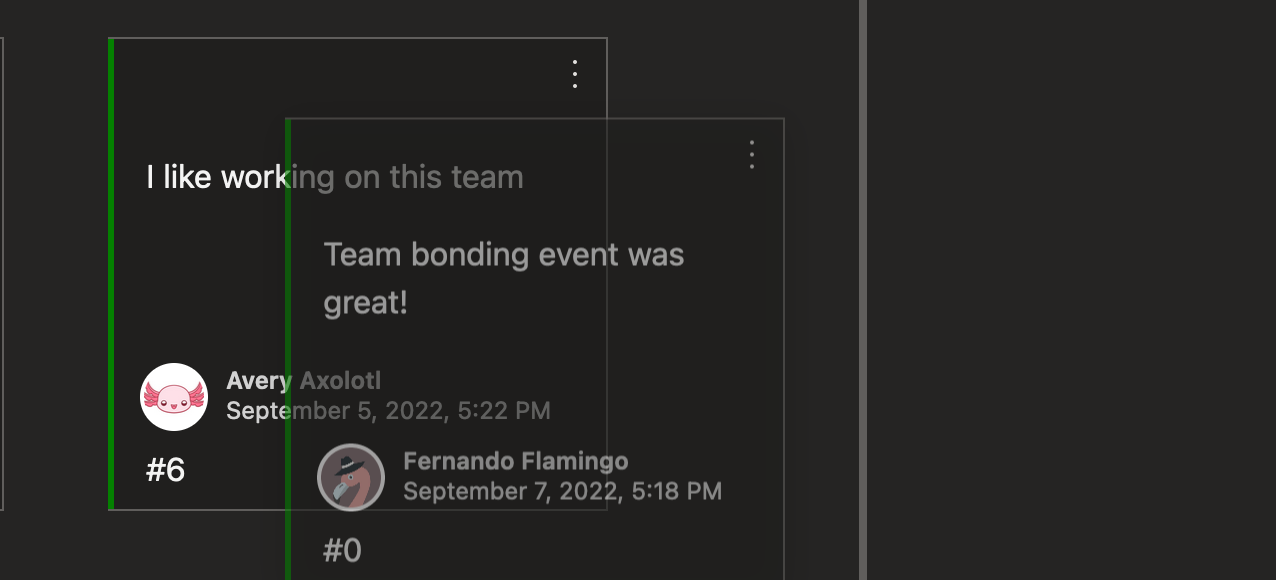 I like working on this team
Team bonding event was
great!
Avery Axolotl
September 5, 2022, 5:22 PM
#6
Fernando Flamingo
September 7, 2022, 5:18 PM
#0